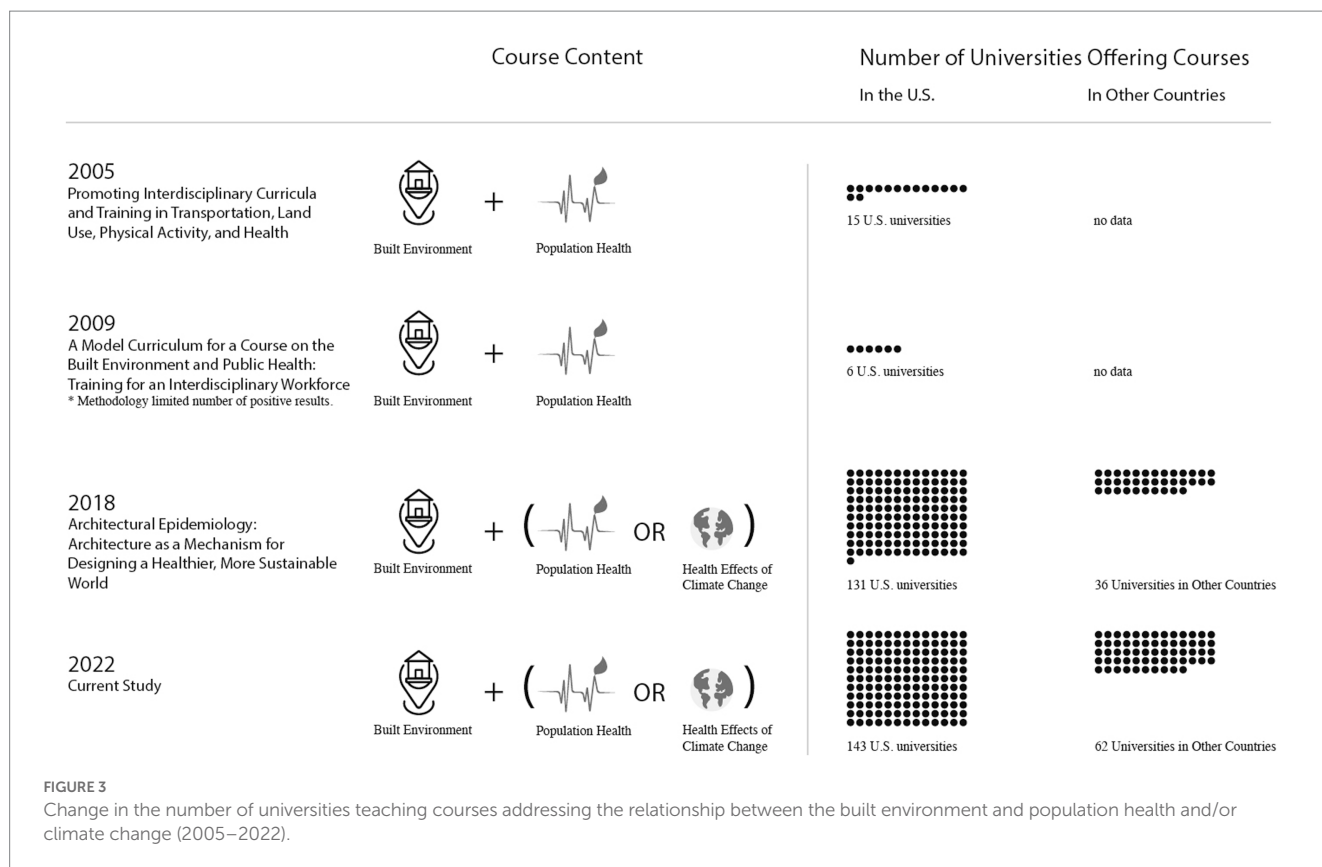 Course Content
Number of Universities Offering Courses
In the U.S.
In Other Countries
2005
Promoting Interdisciplinary Curricula
and Training in Transportation, Land
Use, Physical Activity, and Health
Built Environment
+
Population Health
15 U.S. universities
no data
2009
A Model Curriculum for a Course on the
Built Environment and Public Health:
Training for an Interdisciplinary Workforce
* Methodology limited number of positive results.
Built Environment
+
Population Health
6 U.S. universities
no data
2018
Architectural Epidemiology:
Architecture as a Mechanism for
Designing a Healthier, More Sustainable
World
Built Environment
+
(
Population Health
OR
Health Effects of
Climate Change
)
131 U.S. universities
36 Universities in Other Countries
2022
Current Study
Built Environment
+
(
Population Health
OR
Health Effects of
Climate Change
)
143 U.S. universities
62 Universities in Other Countries
FIGURE 3
Change in the number of universities teaching courses addressing the relationship between the built environment and population health and/or
climate change (2005–2022).